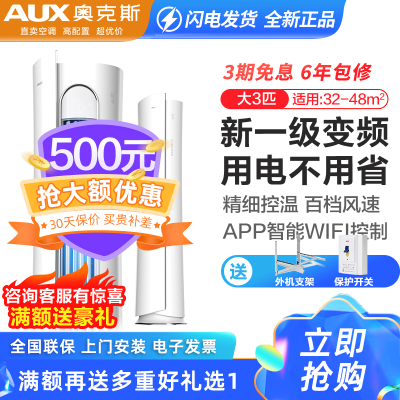 AUX奥克斯
直卖空调 高配置 超优价
闪电发货 全新正品
3期免息 6年包修
大3匹 适用:32-48m²
新一级变频
用电不用省
精细控温 百档风速
APP智能WIFI控制
500元
抢大额优惠
30天保价 买贵补差
送
外机支架
保护开关
咨询客服有惊喜
满额送豪礼
全国联保 上门安装 电子发票
满额再送多重好礼选1
立即
抢购